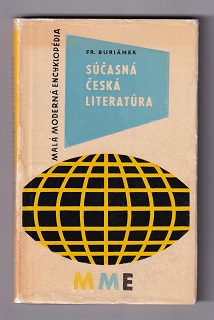 FR. BURIÁNEK
SÚČASNÁ
ČESKÁ
LITERATÚRA
MALÁ MODERNÁ ENCYKLOPÉDIA
MME